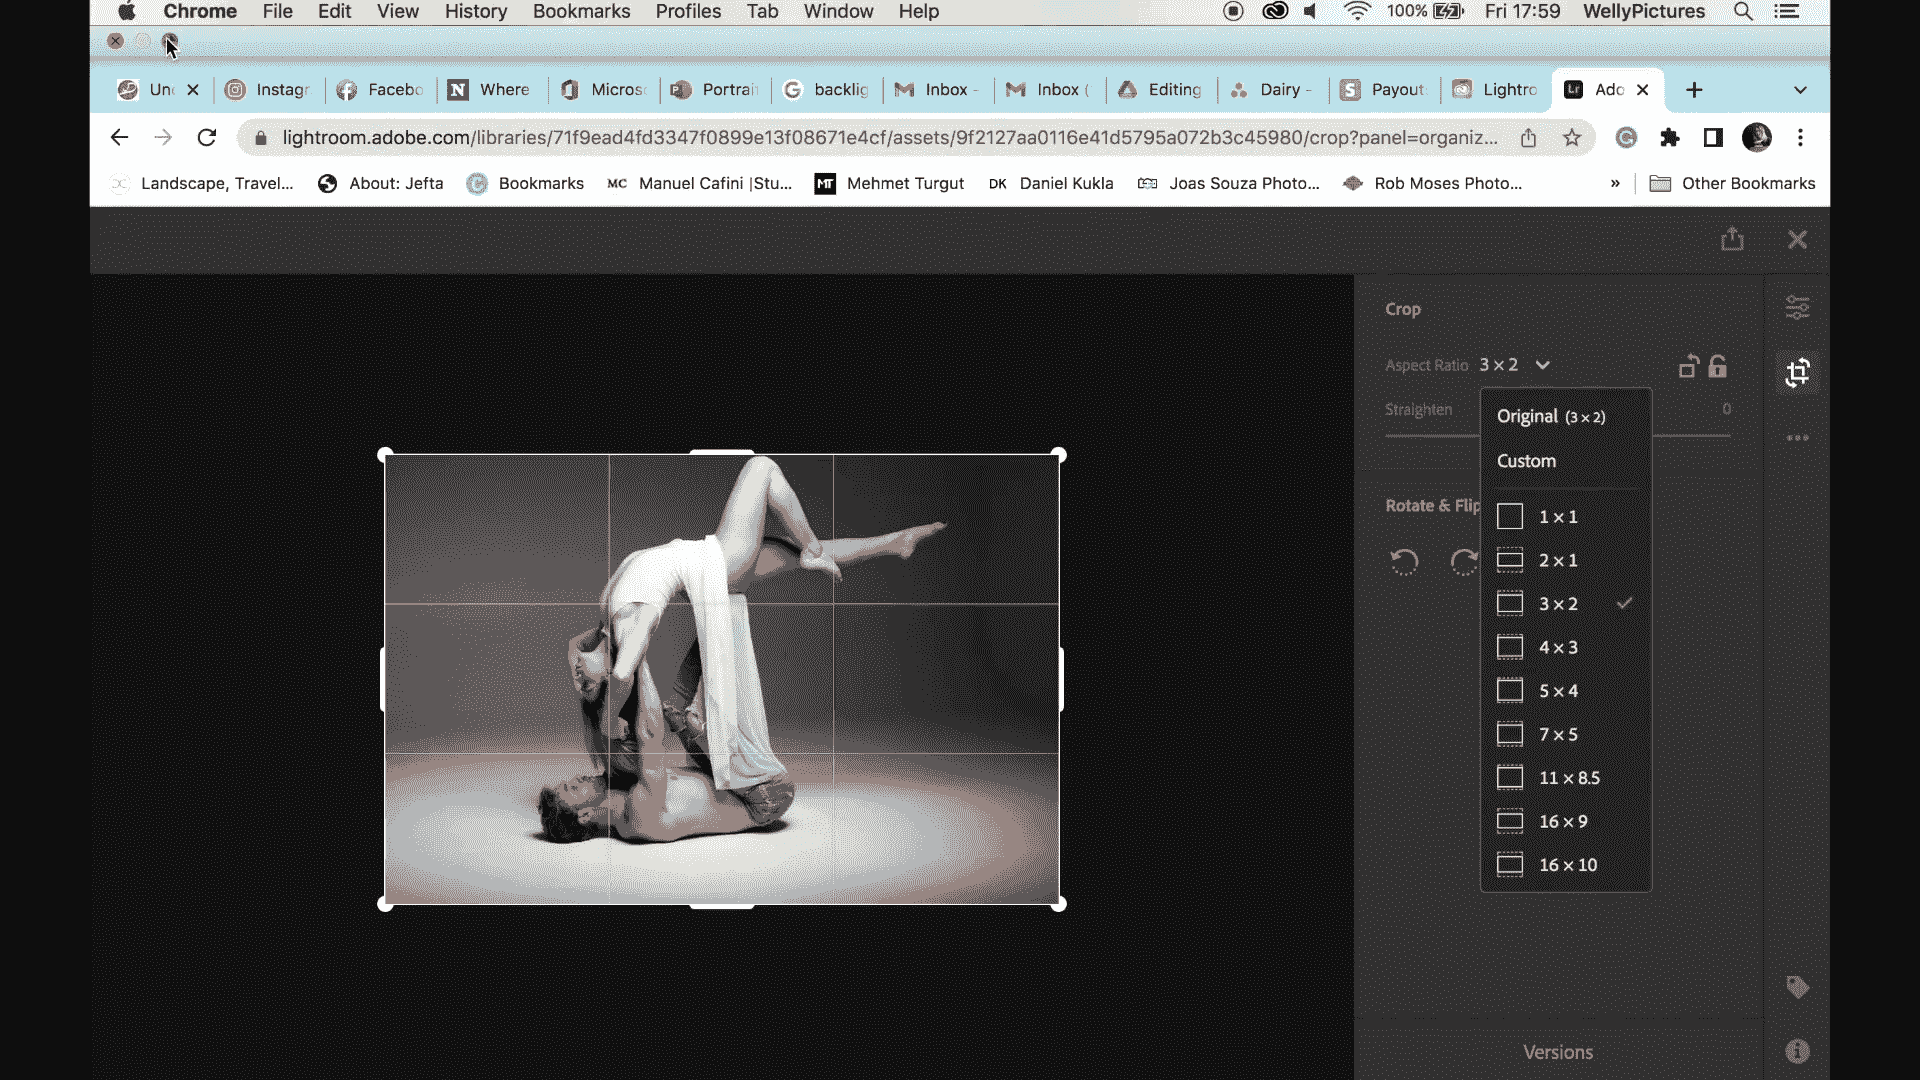 Chrome File Edit View History Bookmarks Profiles Tab Window Help 100% Fri 17:59 WellyPictures
Un Instagr Facebo Where Micros Portrai backlig Inbox - Inbox ( Editing Dairy - Payout Lightro Ado
lightroom.adobe.com/libraries/71f9ead4fd3347f0899e13f08671e4cf/assets/9f2127aa0116e41d5795a072b3c45980/crop?panel=organiz...
Landscape, Travel... About: Jefta Bookmarks MC Manuel Cafini |Stu... MT Mehmet Turgut DK Daniel Kukla Joas Souza Photo... Rob Moses Photo... » Other Bookmarks
Crop
Aspect Ratio 3 × 2
Straighten 0
Original (3 × 2)
Custom
Rotate & Flip
1 × 1
2 × 1
3 × 2
4 × 3
5 × 4
7 × 5
11 × 8.5
16 × 9
16 × 10
Versions